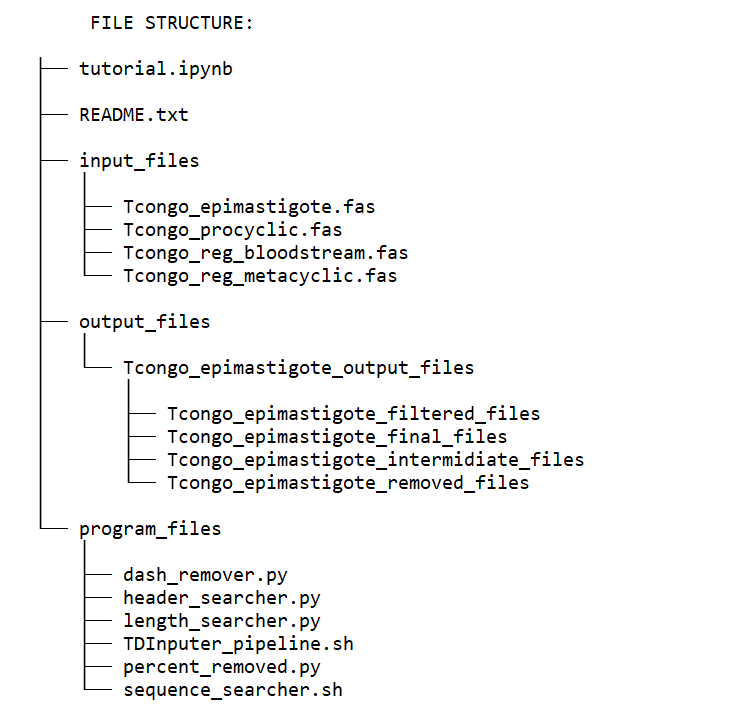 FILE STRUCTURE:
tutorial.ipynb
README.txt
input_files
Tcongo_epimastigote.fas
Tcongo_procyclic.fas
Tcongo_reg_bloodstream.fas
Tcongo_reg_metacyclic.fas
output_files
Tcongo_epimastigote_output_files
Tcongo_epimastigote_filtered_files
Tcongo_epimastigote_final_files
Tcongo_epimastigote_intermidiate_files
Tcongo_epimastigote_removed_files
program_files
dash_remover.py
header_searcher.py
length_searcher.py
TDInputer_pipeline.sh
percent_removed.py
sequence_searcher.sh